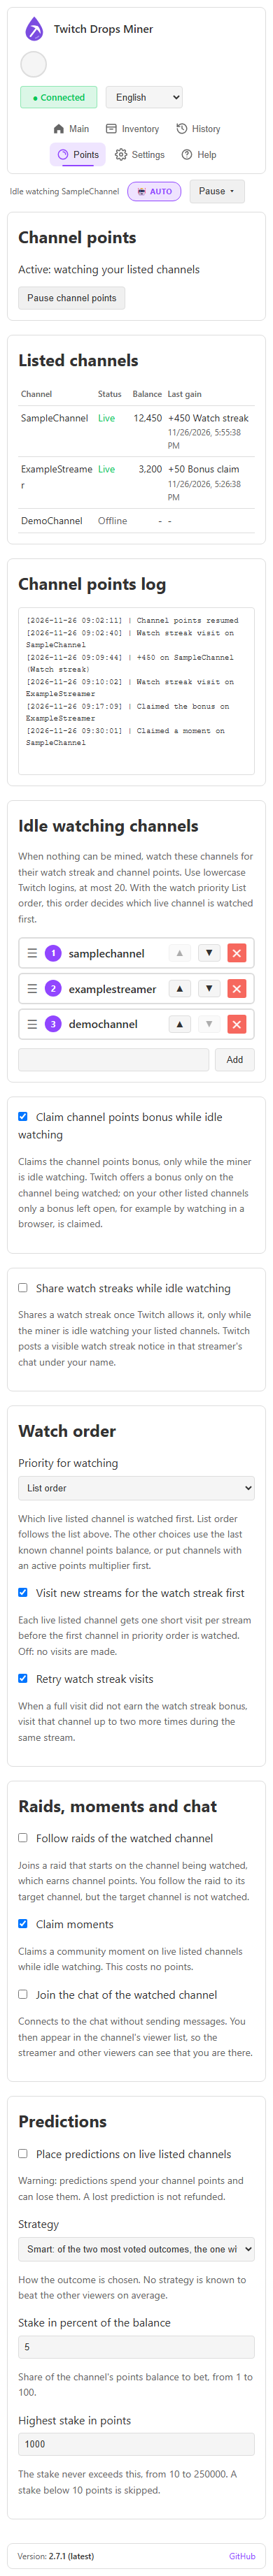 Twitch Drops Miner
● Connected
English
Main
Inventory
History
Points
Settings
Help
Idle watching SampleChannel
AUTO
Pause
Channel points
Active: watching your listed channels
Pause channel points
Listed channels
Channel Status Balance Last gain
SampleChannel Live 12,450 +450 Watch streak
11/26/2026, 5:55:38
PM
ExampleStreame
r
Live 3,200 +50 Bonus claim
11/26/2026, 5:26:38
PM
DemoChannel Offline - -
Channel points log
[2026-11-26 09:02:11] | Channel points resumed
[2026-11-26 09:02:40] | Watch streak visit on
SampleChannel
[2026-11-26 09:09:44] | +450 on SampleChannel
(Watch streak)
[2026-11-26 09:10:02] | Watch streak visit on
ExampleStreamer
[2026-11-26 09:17:09] | Claimed the bonus on
ExampleStreamer
[2026-11-26 09:30:01] | Claimed a moment on
SampleChannel
Idle watching channels
When nothing can be mined, watch these channels for
their watch streak and channel points. Use lowercase
Twitch logins, at most 20. With the watch priority List
order, this order decides which live channel is watched
first.
☰ 1 samplechannel ▲ ▼ ✕
☰ 2 examplestreamer ▲ ▼ ✕
☰ 3 demochannel ▲ ▼ ✕
Add
Claim channel points bonus while idle
watching
Claims the channel points bonus, only while the miner
is idle watching. Twitch offers a bonus only on the
channel being watched; on your other listed channels
only a bonus left open, for example by watching in a
browser, is claimed.
Share watch streaks while idle watching
Shares a watch streak once Twitch allows it, only while
the miner is idle watching your listed channels. Twitch
posts a visible watch streak notice in that streamer's
chat under your name.
Watch order
Priority for watching
List order
Which live listed channel is watched first. List order
follows the list above. The other choices use the last
known channel points balance, or put channels with
an active points multiplier first.
Visit new streams for the watch streak first
Each live listed channel gets one short visit per stream
before the first channel in priority order is watched.
Off: no visits are made.
Retry watch streak visits
When a full visit did not earn the watch streak bonus,
visit that channel up to two more times during the
same stream.
Raids, moments and chat
Follow raids of the watched channel
Joins a raid that starts on the channel being watched,
which earns channel points. You follow the raid to its
target channel, but the target channel is not watched.
Claim moments
Claims a community moment on live listed channels
while idle watching. This costs no points.
Join the chat of the watched channel
Connects to the chat without sending messages. You
then appear in the channel's viewer list, so the
streamer and other viewers can see that you are there.
Predictions
Place predictions on live listed channels
Warning: predictions spend your channel points and
can lose them. A lost prediction is not refunded.
Strategy
Smart: of the two most voted outcomes, the one wi
How the outcome is chosen. No strategy is known to
beat the other viewers on average.
Stake in percent of the balance
5
Share of the channel's points balance to bet, from 1 to
100.
Highest stake in points
1000
The stake never exceeds this, from 10 to 250000. A
stake below 10 points is skipped.
Version: 2.7.1 (latest)
GitHub